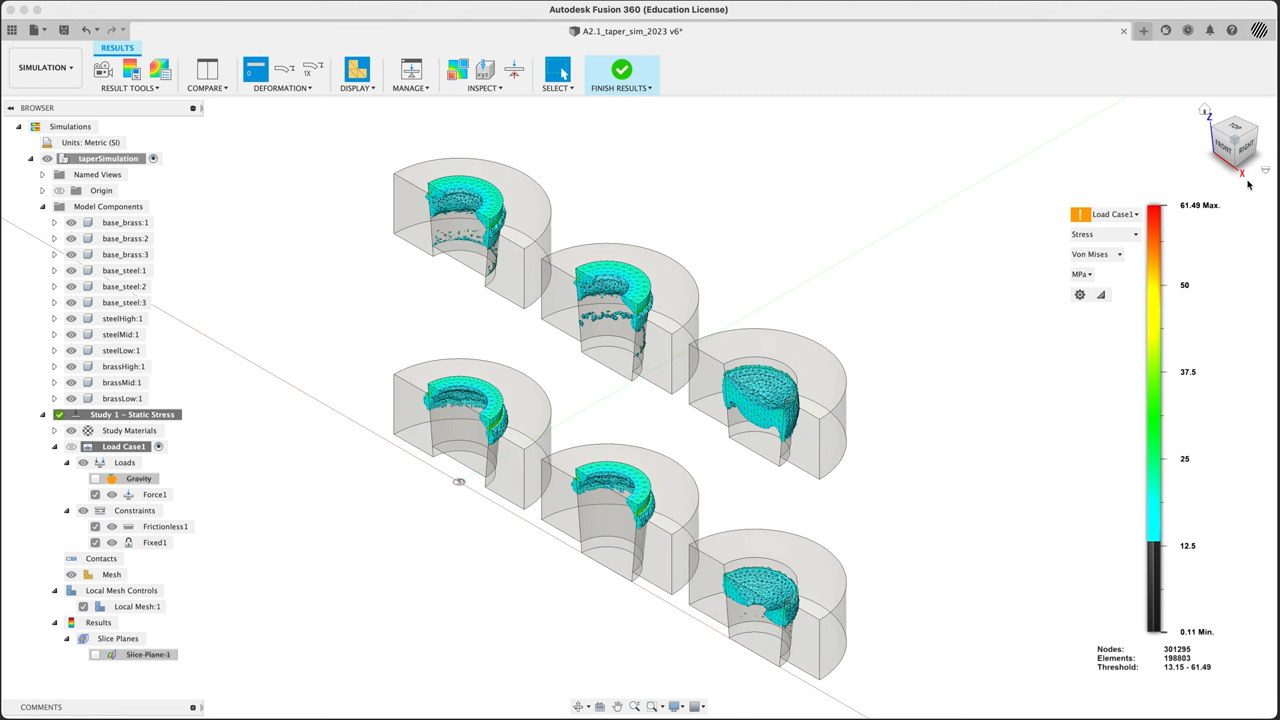 Autodesk Fusion 360 (Education License)
A2.1_taper_sim_2023 v6*
RESULTS
SIMULATION
RESULT TOOLS
COMPARE
DEFORMATION
DISPLAY
MANAGE
INSPECT
SELECT
FINISH RESULTS
BROWSER
Simulations
Units: Metric (SI)
taperSimulation
Named Views
Origin
Model Components
base_brass:1
base_brass:2
base_brass:3
base_steel:1
base_steel:2
base_steel:3
steelHigh:1
steelMid:1
steelLow:1
brassHigh:1
brassMid:1
brassLow:1
Study 1 - Static Stress
Study Materials
Load Case1
Loads
Gravity
Force1
Constraints
Frictionless1
Fixed1
Contacts
Mesh
Local Mesh Controls
Local Mesh:1
Results
Slice Planes
Slice Plane:1
COMMENTS
Z
TOP
FRONT
RIGHT
X
Load Case1
Stress
Von Mises
MPa
61.49 Max.
50
37.5
25
12.5
0.11 Min.
Nodes: 301295
Elements: 198803
Threshold: 13.15 - 61.49